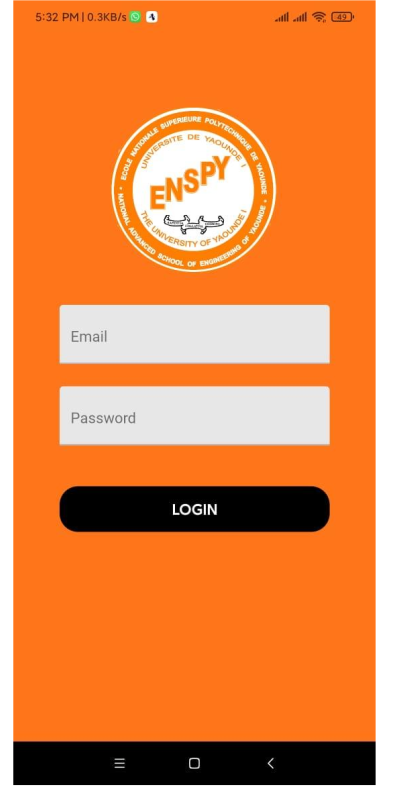 5:32 PM | 0.3KB/s
49
ECOLE NATIONALE SUPERIEURE POLYTECHNIQUE DE YAOUNDE
UNIVERSITE DE YAOUNDE I
ENSPY
THE UNIVERSITY OF YAOUNDE I
NATIONAL ADVANCED SCHOOL OF ENGINEERING OF YAOUNDE
Email
Password
LOGIN